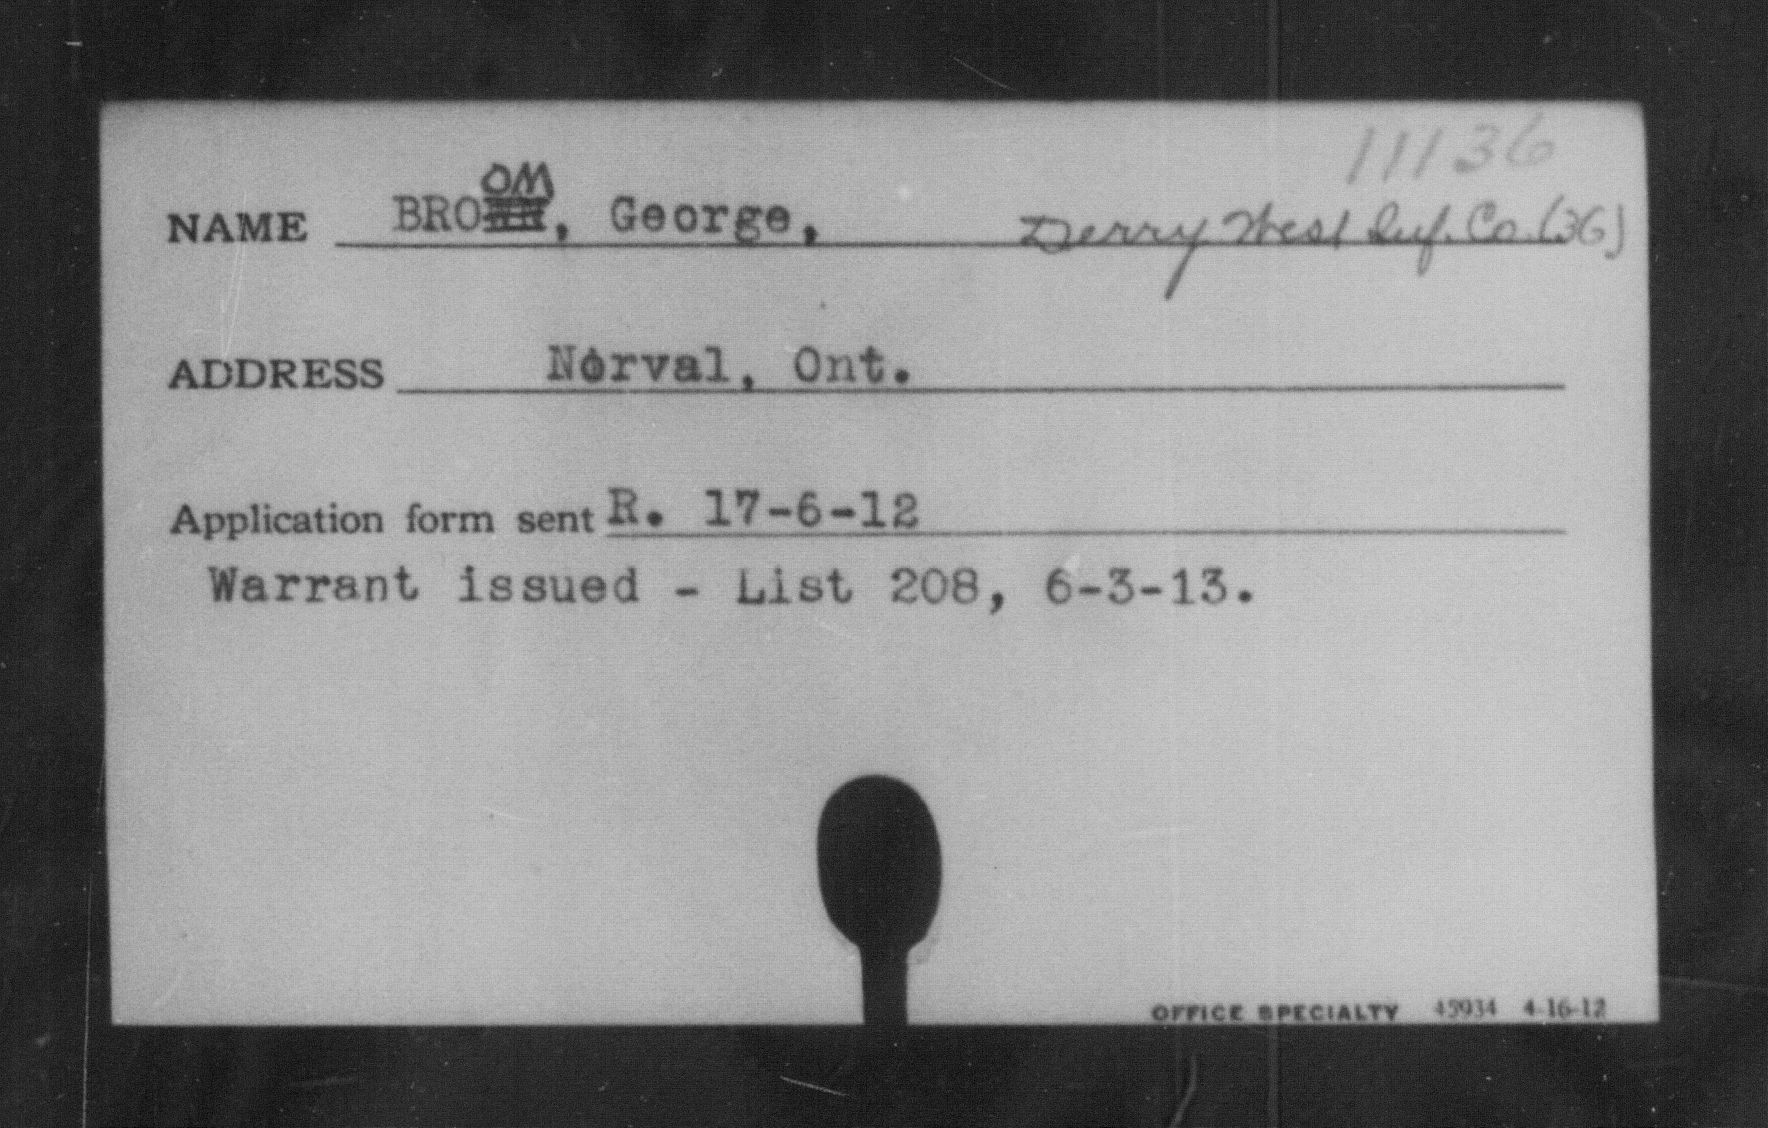 11136
NAME BROOM, George, Derry West Inf. Co. (36)
ADDRESS Norval, Ont.
Application form sent R. 17-6-12
Warrant issued - List 208, 6-3-13.
OFFICE SPECIALTY 45934 4-16-12